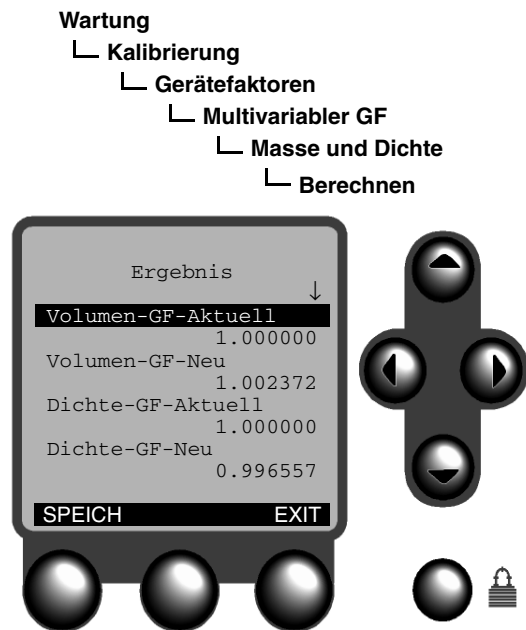 Wartung
Kalibrierung
Gerätefaktoren
Multivariabler GF
Masse und Dichte
Berechnen
Ergebnis
↓
Volumen-GF-Aktuell
1.000000
Volumen-GF-Neu
1.002372
Dichte-GF-Aktuell
1.000000
Dichte-GF-Neu
0.996557
SPEICH EXIT